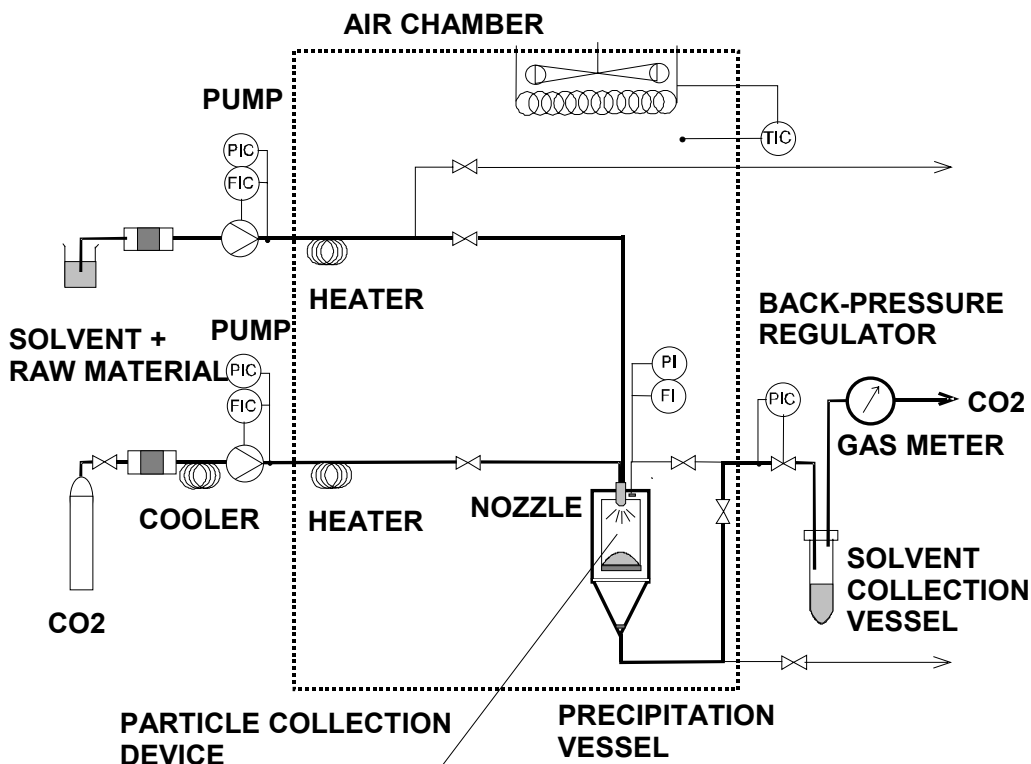 AIR CHAMBER
PUMP
PIC
FIC
TIC
HEATER
SOLVENT +
RAW MATERIAL
PUMP
PIC
FIC
BACK-PRESSURE
REGULATOR
PI
FI
PIC
CO2
GAS METER
COOLER
HEATER
NOZZLE
CO2
SOLVENT
COLLECTION
VESSEL
PARTICLE COLLECTION
DEVICE
PRECIPITATION
VESSEL